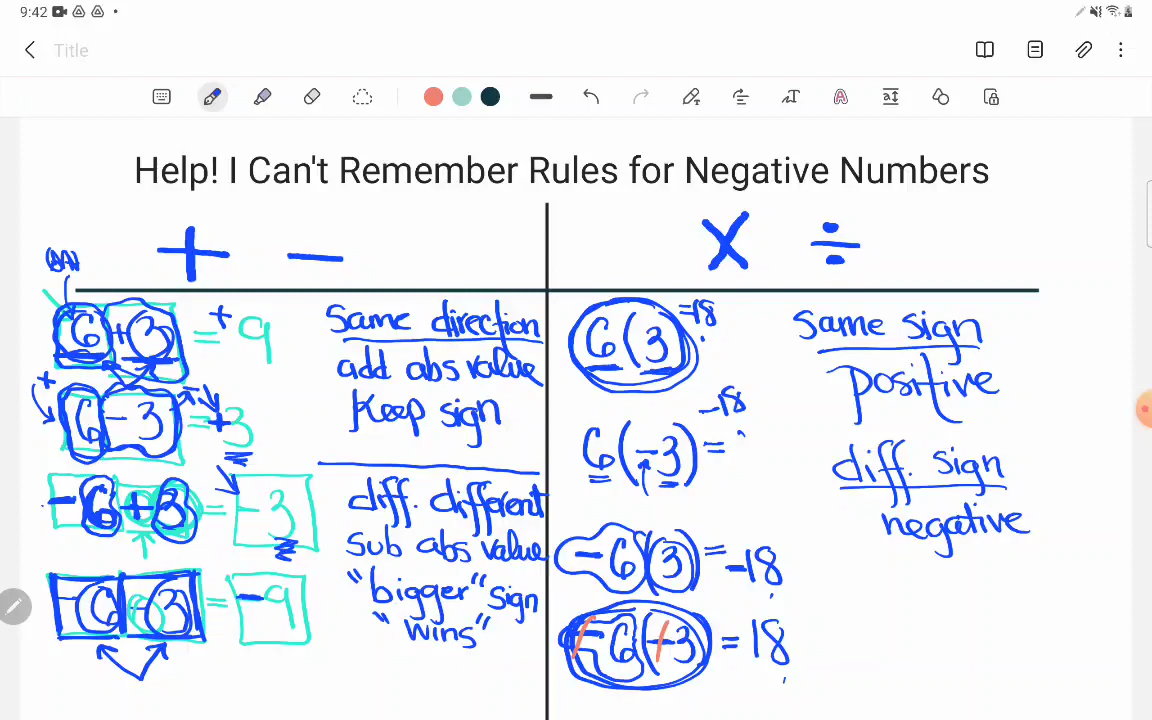 9:42
Title
Help! I Can't Remember Rules for Negative Numbers
+ −
6 + 3 = + 9
6 - 3 = + 3
- 6 + 3 = - 3
- 6 - 3 = - 9
Same direction
add abs value
Keep sign
diff. different
sub abs value
"bigger" sign
"wins"
X ÷
6 ( 3 =18
6 (-3) = -18
-6 (3) = -18
-6 (-3) = 18
same sign
positive
diff. sign
negative